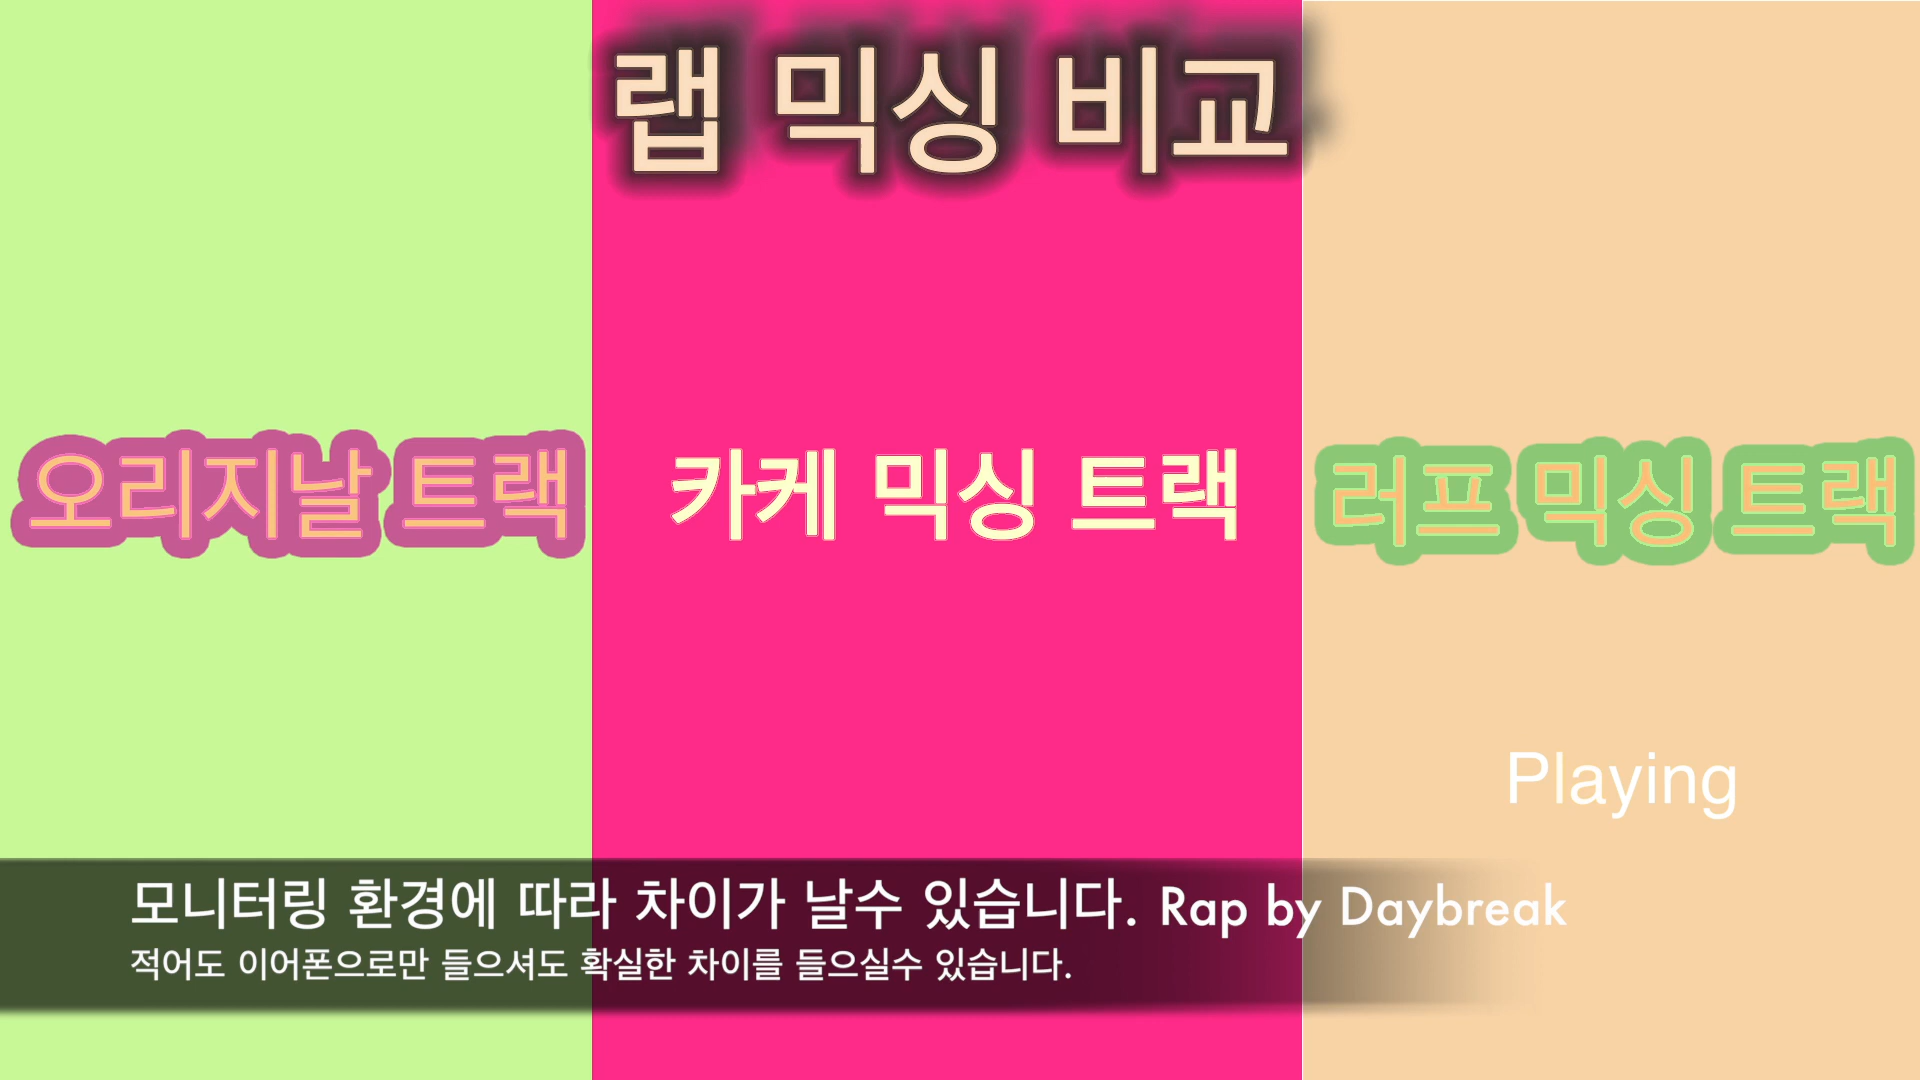 랩 믹싱 비교
오리지날 트랙
카케 믹싱 트랙
러프 믹싱 트랙
Playing
모니터링 환경에 따라 차이가 날수 있습니다. Rap by Daybreak
적어도 이어폰으로만 들으셔도 확실한 차이를 들으실수 있습니다.